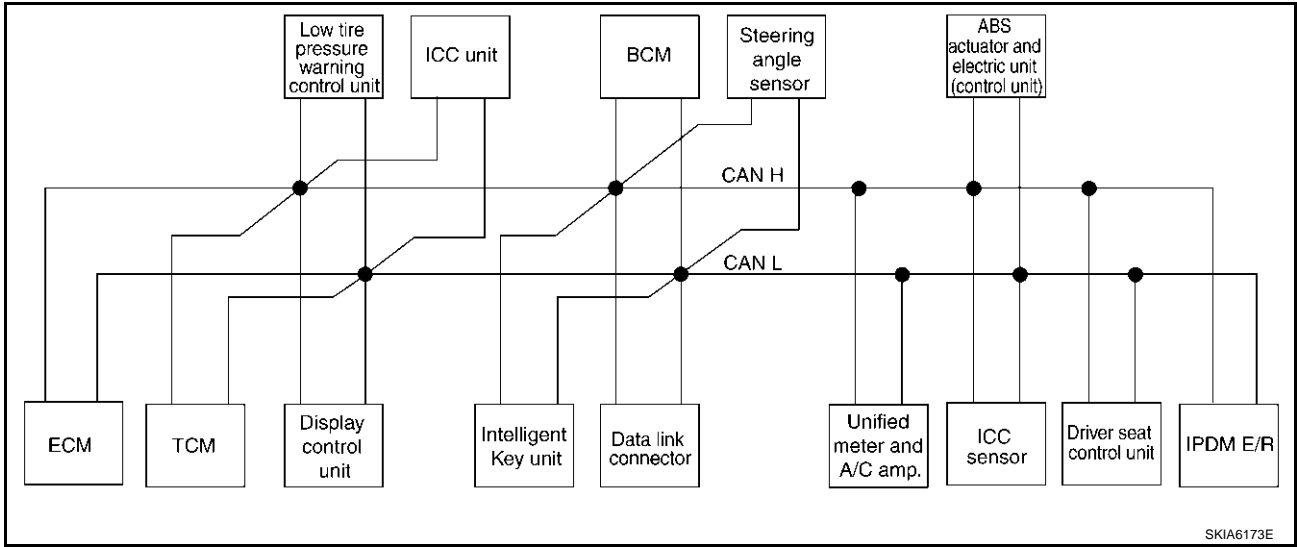 Low tire
pressure
warning
control unit
ICC unit
BCM
Steering
angle
sensor
ABS
actuator and
electric unit
(control unit)
CAN H
CAN L
ECM
TCM
Display
control
unit
Intelligent
Key unit
Data link
connector
Unified
meter and
A/C amp.
ICC
sensor
Driver seat
control unit
IPDM E/R
SKIA6173E